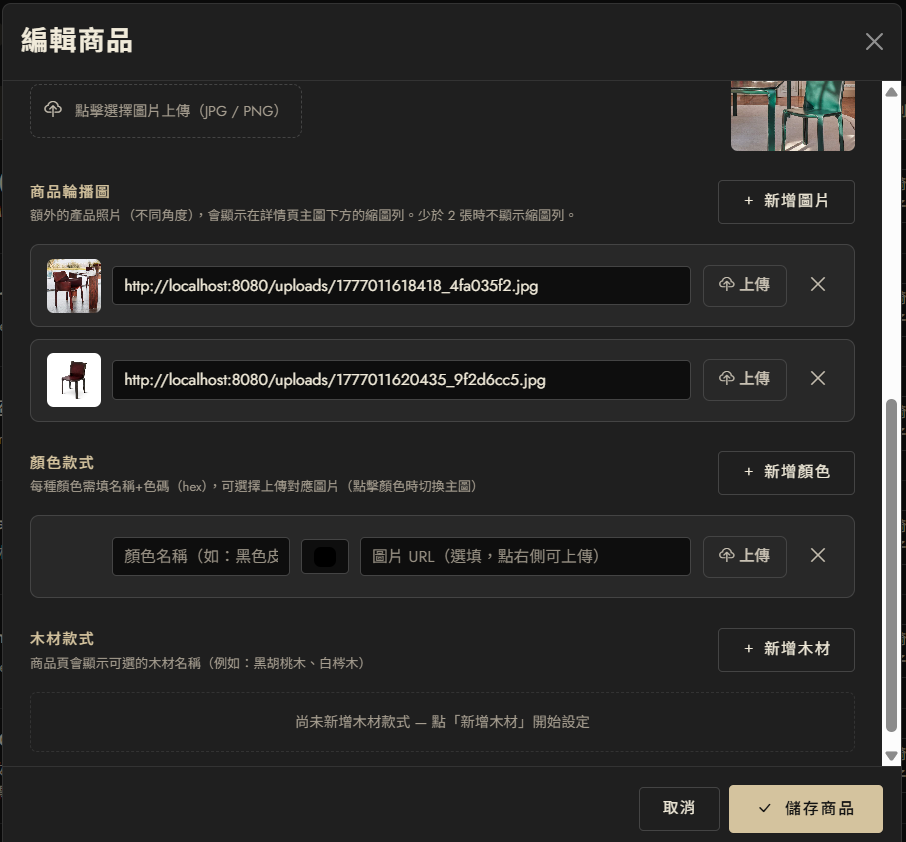 編輯商品
點擊選擇圖片上傳（JPG / PNG）
商品輪播圖
額外的產品照片（不同角度），會顯示在詳情頁主圖下方的縮圖列。少於 2 張時不顯示縮圖列。
+ 新增圖片
http://localhost:8080/uploads/1777011618418_4fa035f2.jpg
上傳
http://localhost:8080/uploads/1777011620435_9f2d6cc5.jpg
上傳
顏色款式
每種顏色需填名稱+色碼（hex），可選擇上傳對應圖片（點擊顏色時切換主圖）
+ 新增顏色
顏色名稱（如：黑色皮
圖片 URL（選填，點右側可上傳）
上傳
木材款式
商品頁會顯示可選的木材名稱（例如：黑胡桃木、白梣木）
+ 新增木材
尚未新增木材款式 — 點「新增木材」開始設定
取消
儲存商品